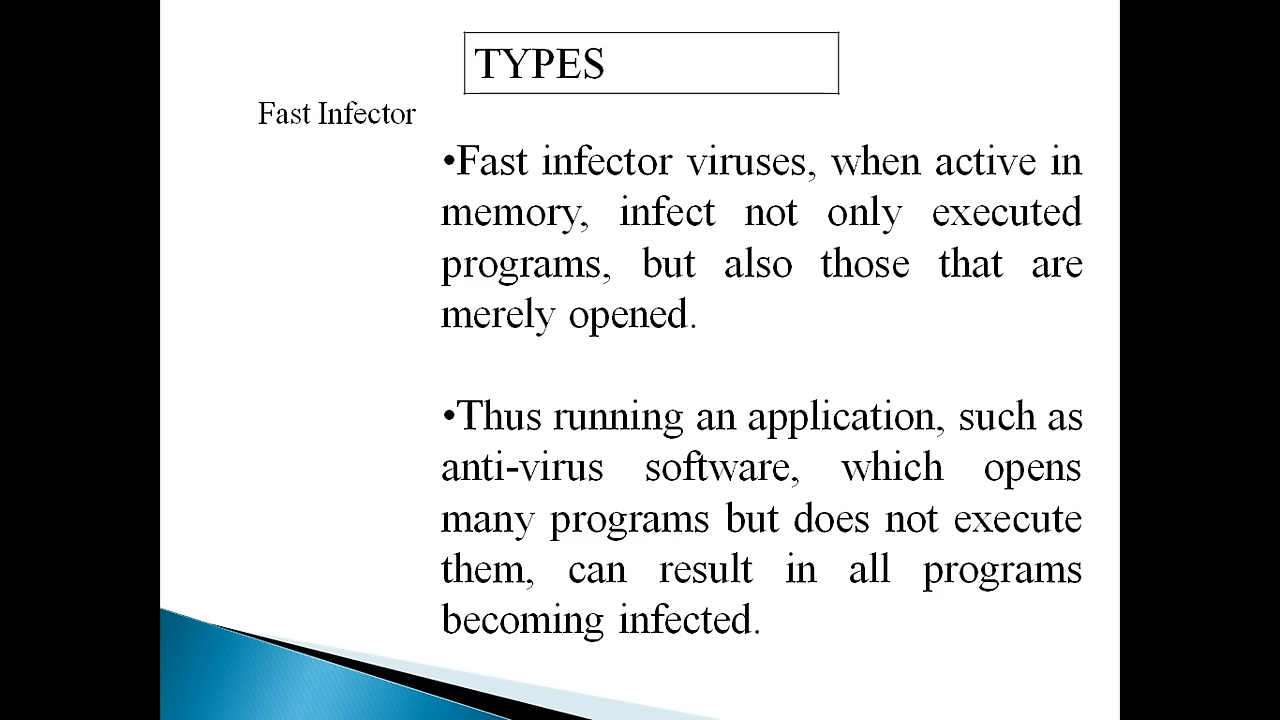 TYPES
Fast Infector
•Fast infector viruses, when active in
memory, infect not only executed
programs, but also those that are
merely opened.
•Thus running an application, such as
anti-virus software, which opens
many programs but does not execute
them, can result in all programs
becoming infected.